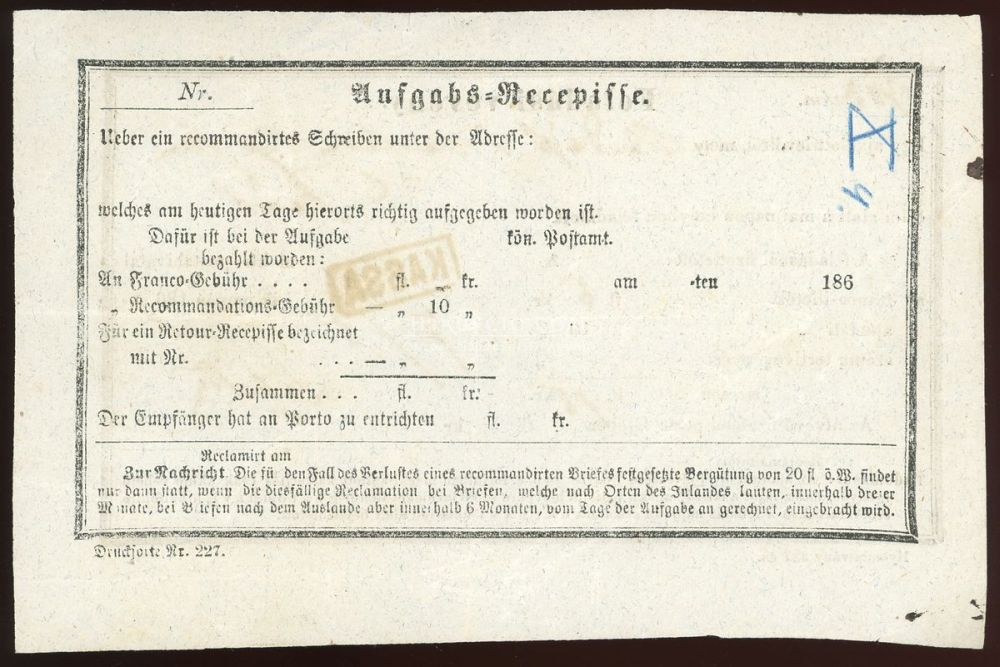 Nr.
Aufgabs-Recepisse.
Ueber ein recommandirtes Schreiben unter der Adresse:
welches am heutigen Tage hierorts richtig aufgegeben worden ist.
Dafür ist bei der Aufgabe kön. Postamt.
bezahlt worden:
KASSA
An Franco-Gebühr .... fl. „ kr. am -ten 186
„ Recommandations-Gebühr — „ 10 „
Für ein Retour-Recepisse bezeichnet
mit Nr. ... — „ „
Zusammen ... fl. kr.
Der Empfänger hat an Porto zu entrichten fl. kr.
Reclamirt am
Zur Nachricht. Die für den Fall des Verlustes eines recommandirten Briefes festgesetzte Vergütung von 20 fl ö.W. findet
nur dann statt, wenn die diesfällige Reclamation bei Briefen, welche nach Orten des Inlandes lauten, innerhalb dreier
Monate, bei Briefen nach dem Auslande aber innerhalb 6 Monaten, vom Tage der Aufgabe an gerechnet, eingebracht wird.
Drucksorte Nr. 227.